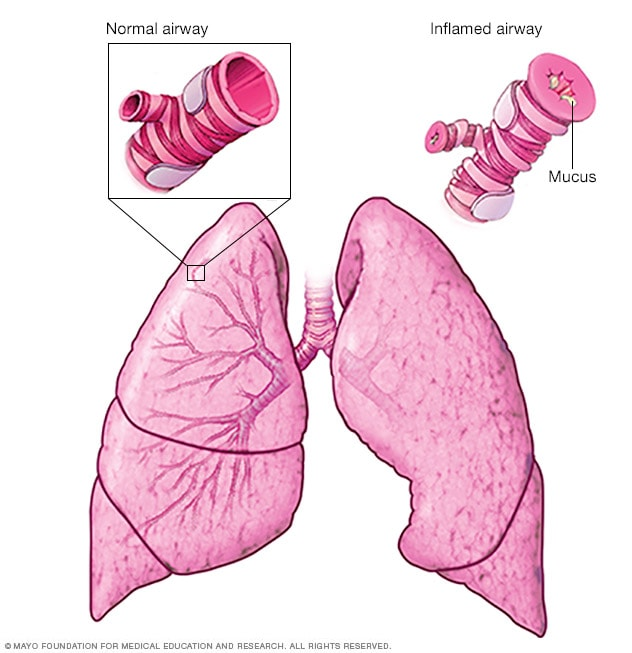 Normal airway
Inflamed airway
Mucus
© MAYO FOUNDATION FOR MEDICAL EDUCATION AND RESEARCH. ALL RIGHTS RESERVED.